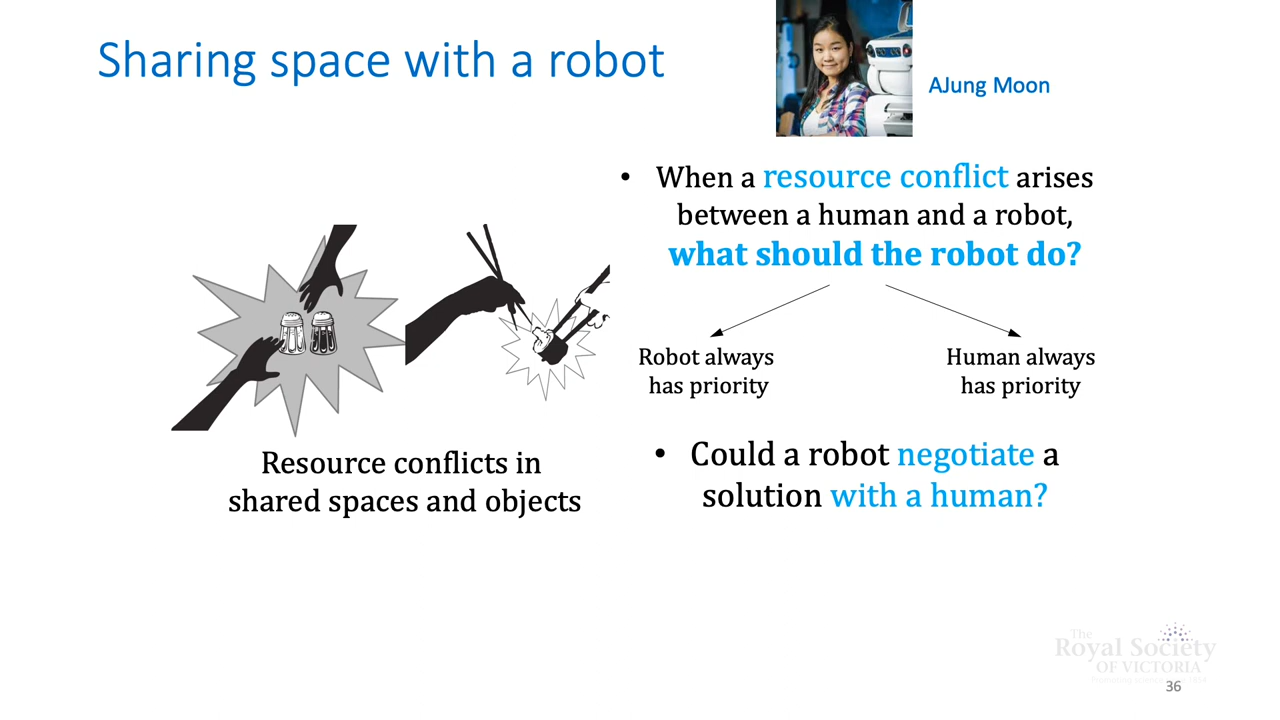 Sharing space with a robot
AJung Moon
• When a resource conflict arises
between a human and a robot,
what should the robot do?
Robot always
has priority
Human always
has priority
• Could a robot negotiate a
solution with a human?
Resource conflicts in
shared spaces and objects
The
Royal Society
OF VICTORIA
36